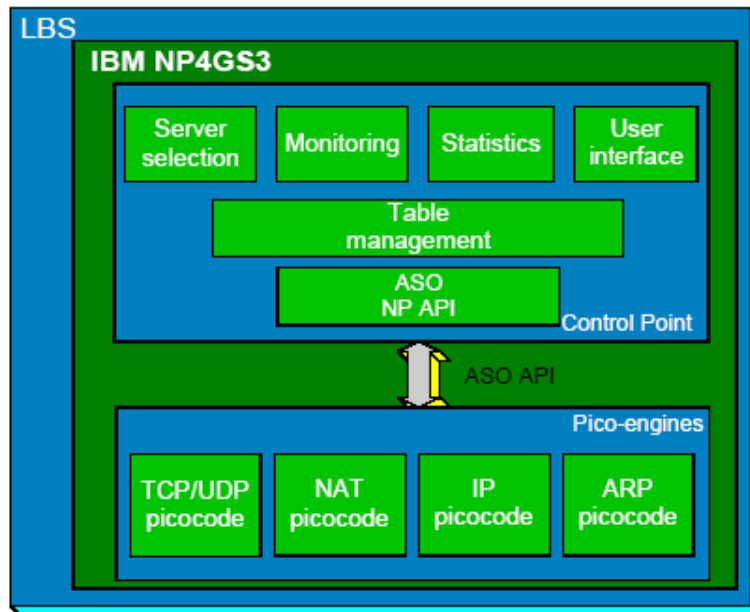 LBS
IBM NP4GS3
Server
selection
Monitoring
Statistics
User
interface
Table
management
ASO
NP API
Control Point
ASO API
Pico-engines
TCP/UDP
picocode
NAT
picocode
IP
picocode
ARP
picocode